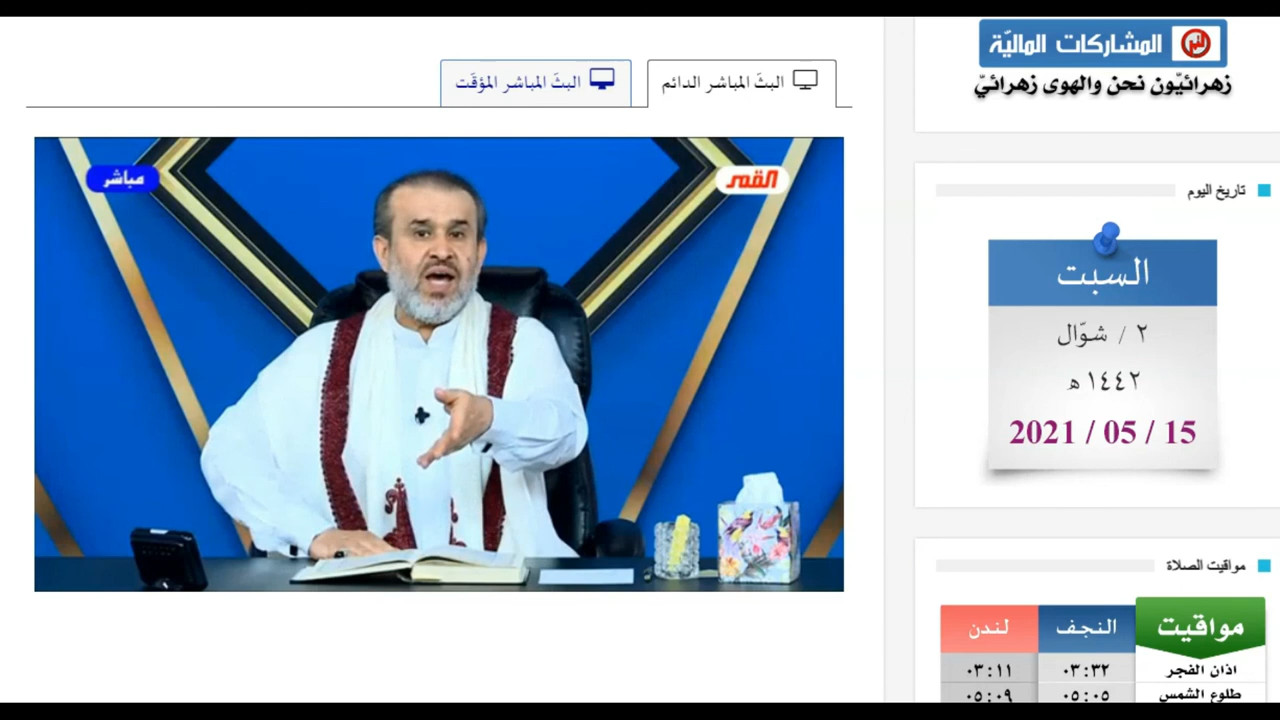 المشاركات الماليّة
زهرائيّون نحن والهوى زهرائيّ
البثّ المباشر الدائم
البثّ المباشر المؤقّت
القمر
مباشر
تاريخ اليوم
السبت
٢ / شوّال
١٤٤٢ هـ
2021 / 05 / 15
مواقيت الصلاة
مواقيت النجف لندن
اذان الفجر ٠٣:٣٢ ٠٣:١١
طلوع الشمس ٠٥:٠٥ ٠٥:٠٩